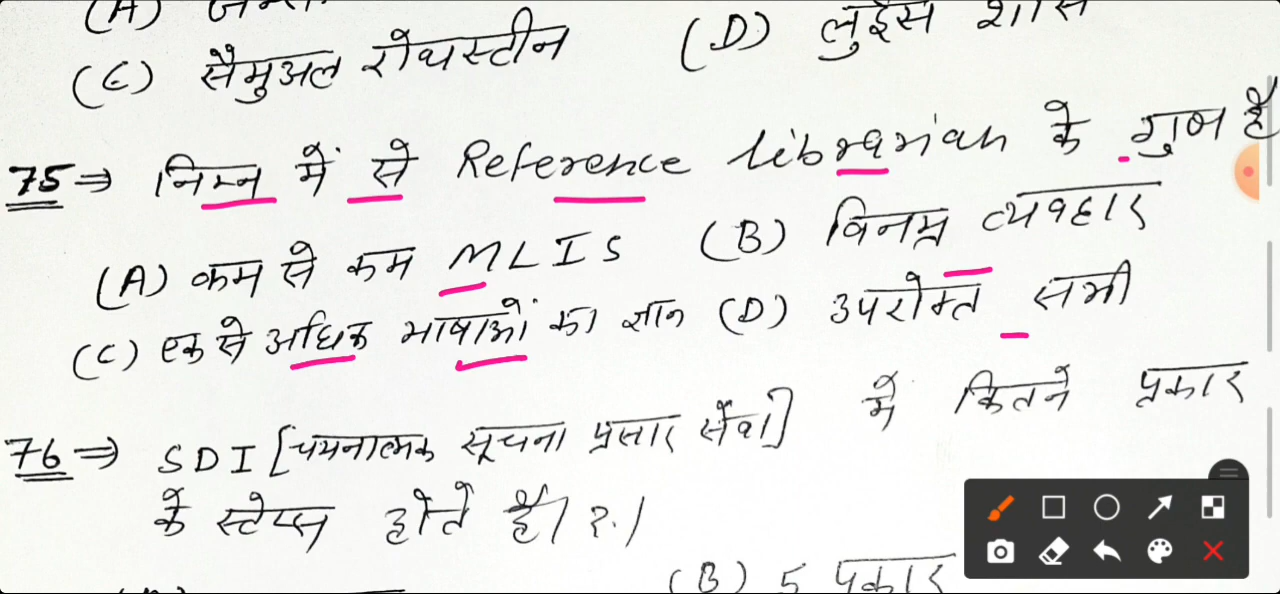 (A)
(C) सैमुअल रोथस्टीन (D) लुईस शास
75⇒ निम्न में से Reference librarian के गुण है
(A) कम से कम MLIS (B) विनम्र व्यवहार
(C) एक से अधिक भाषाओं का ज्ञान (D) उपरोक्त सभी
76⇒ SDI [चयनात्मक सूचना प्रसार सेवा] में कितने प्रकार
के स्टेप्स होते हैं। ?.।
(B) 5 प्रकार